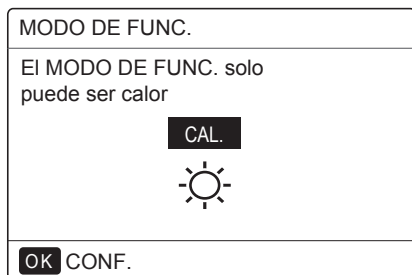 MODO DE FUNC.
El MODO DE FUNC. solo
puede ser calor
CAL.
OK CONF.